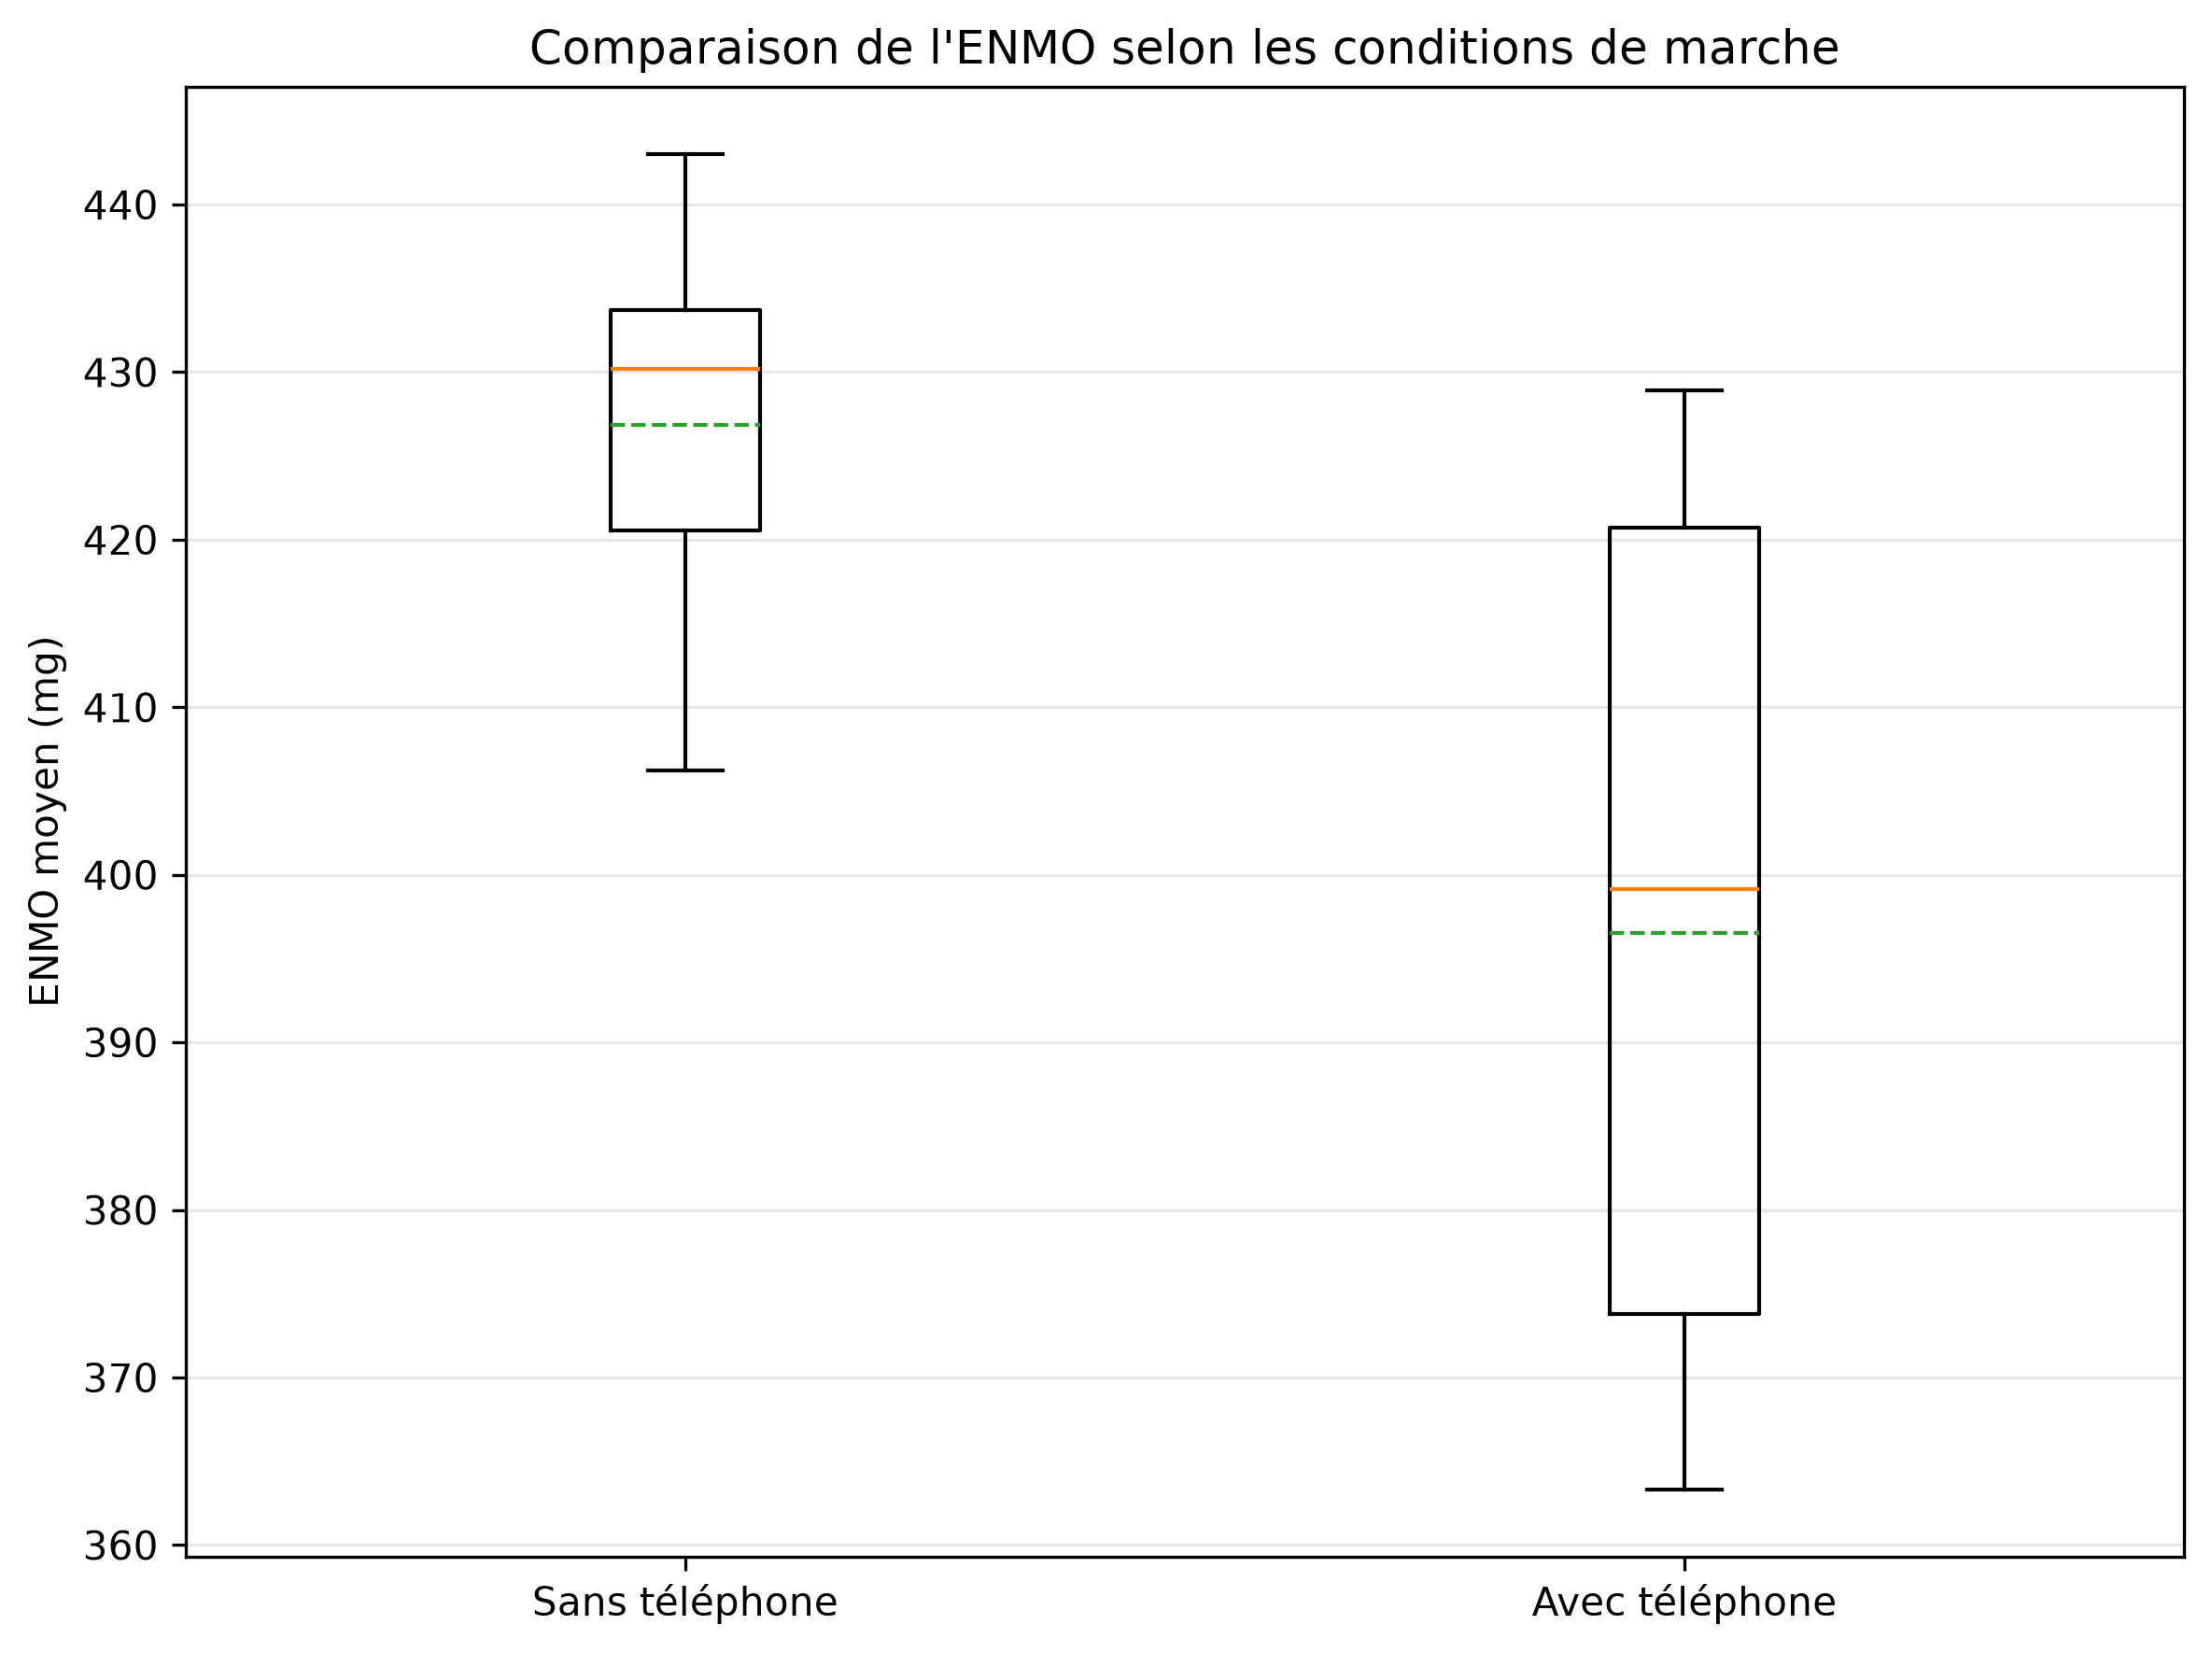 Comparaison de l'ENMO selon les conditions de marche
ENMO moyen (mg)
440
430
420
410
400
390
380
370
360
Sans téléphone
Avec téléphone